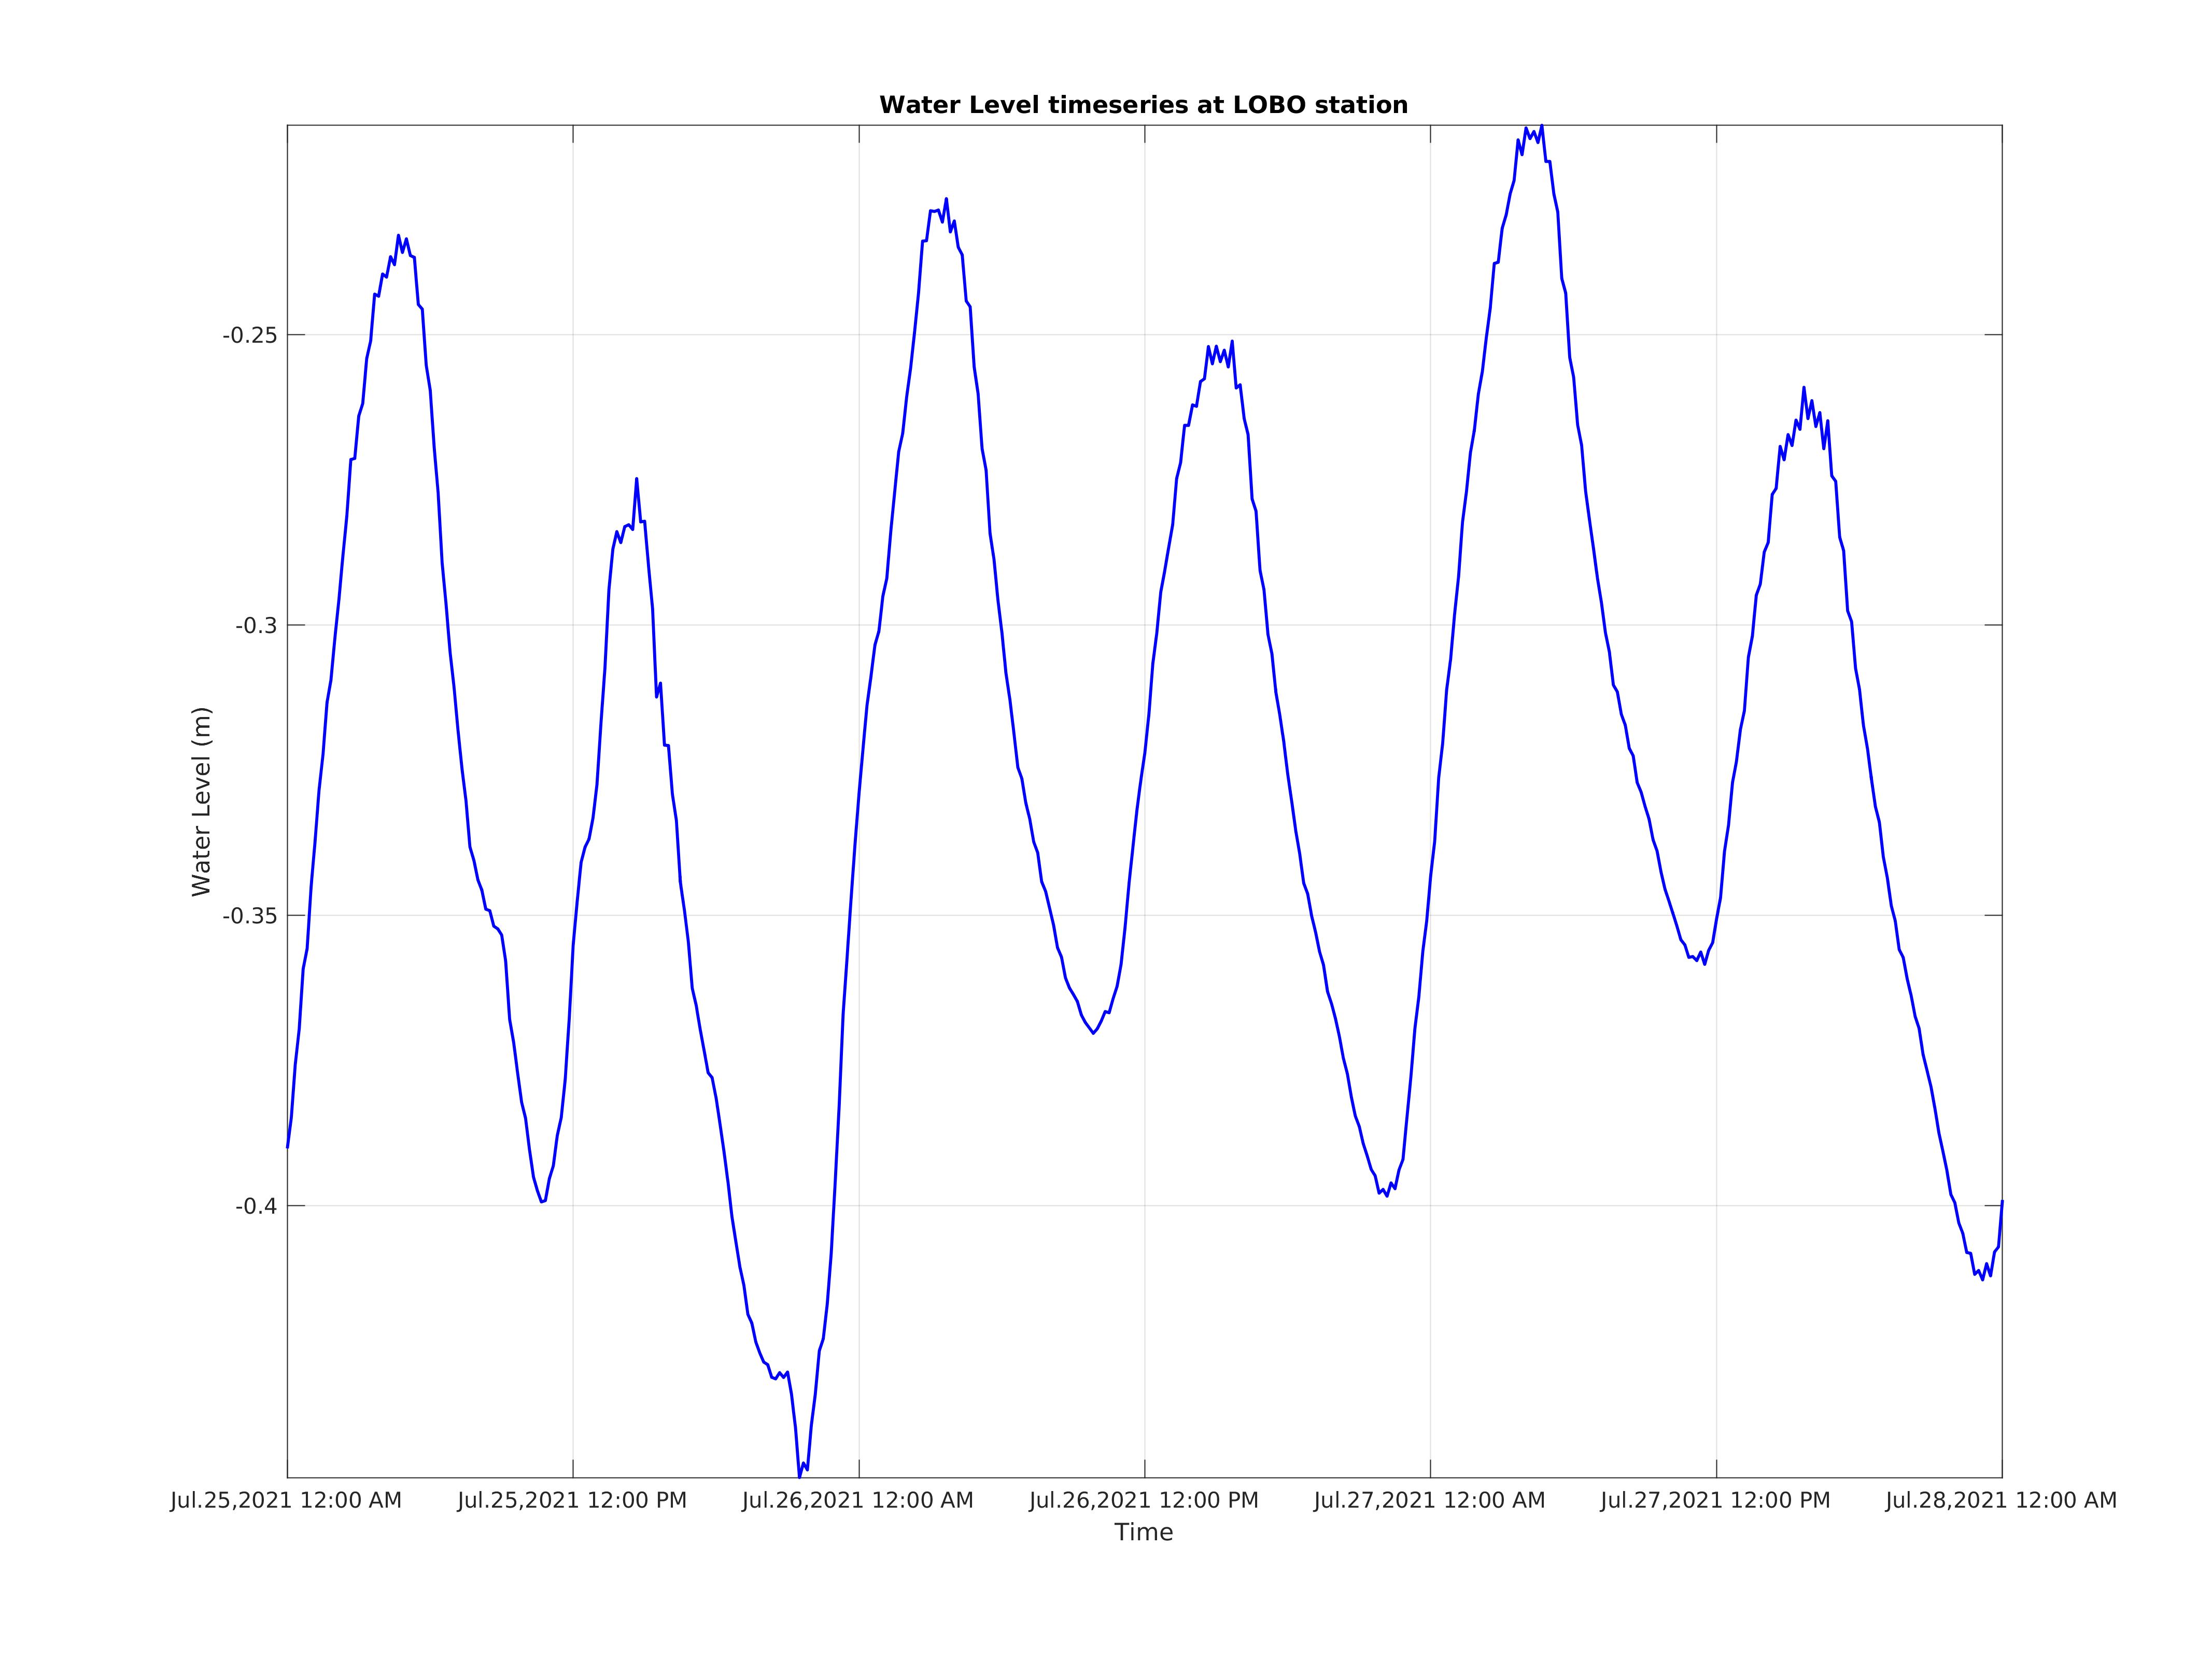 Water Level timeseries at LOBO station
-0.25
-0.3
-0.35
-0.4
Water Level (m)
Jul.25,2021 12:00 AM Jul.25,2021 12:00 PM Jul.26,2021 12:00 AM Jul.26,2021 12:00 PM Jul.27,2021 12:00 AM Jul.27,2021 12:00 PM Jul.28,2021 12:00 AM
Time